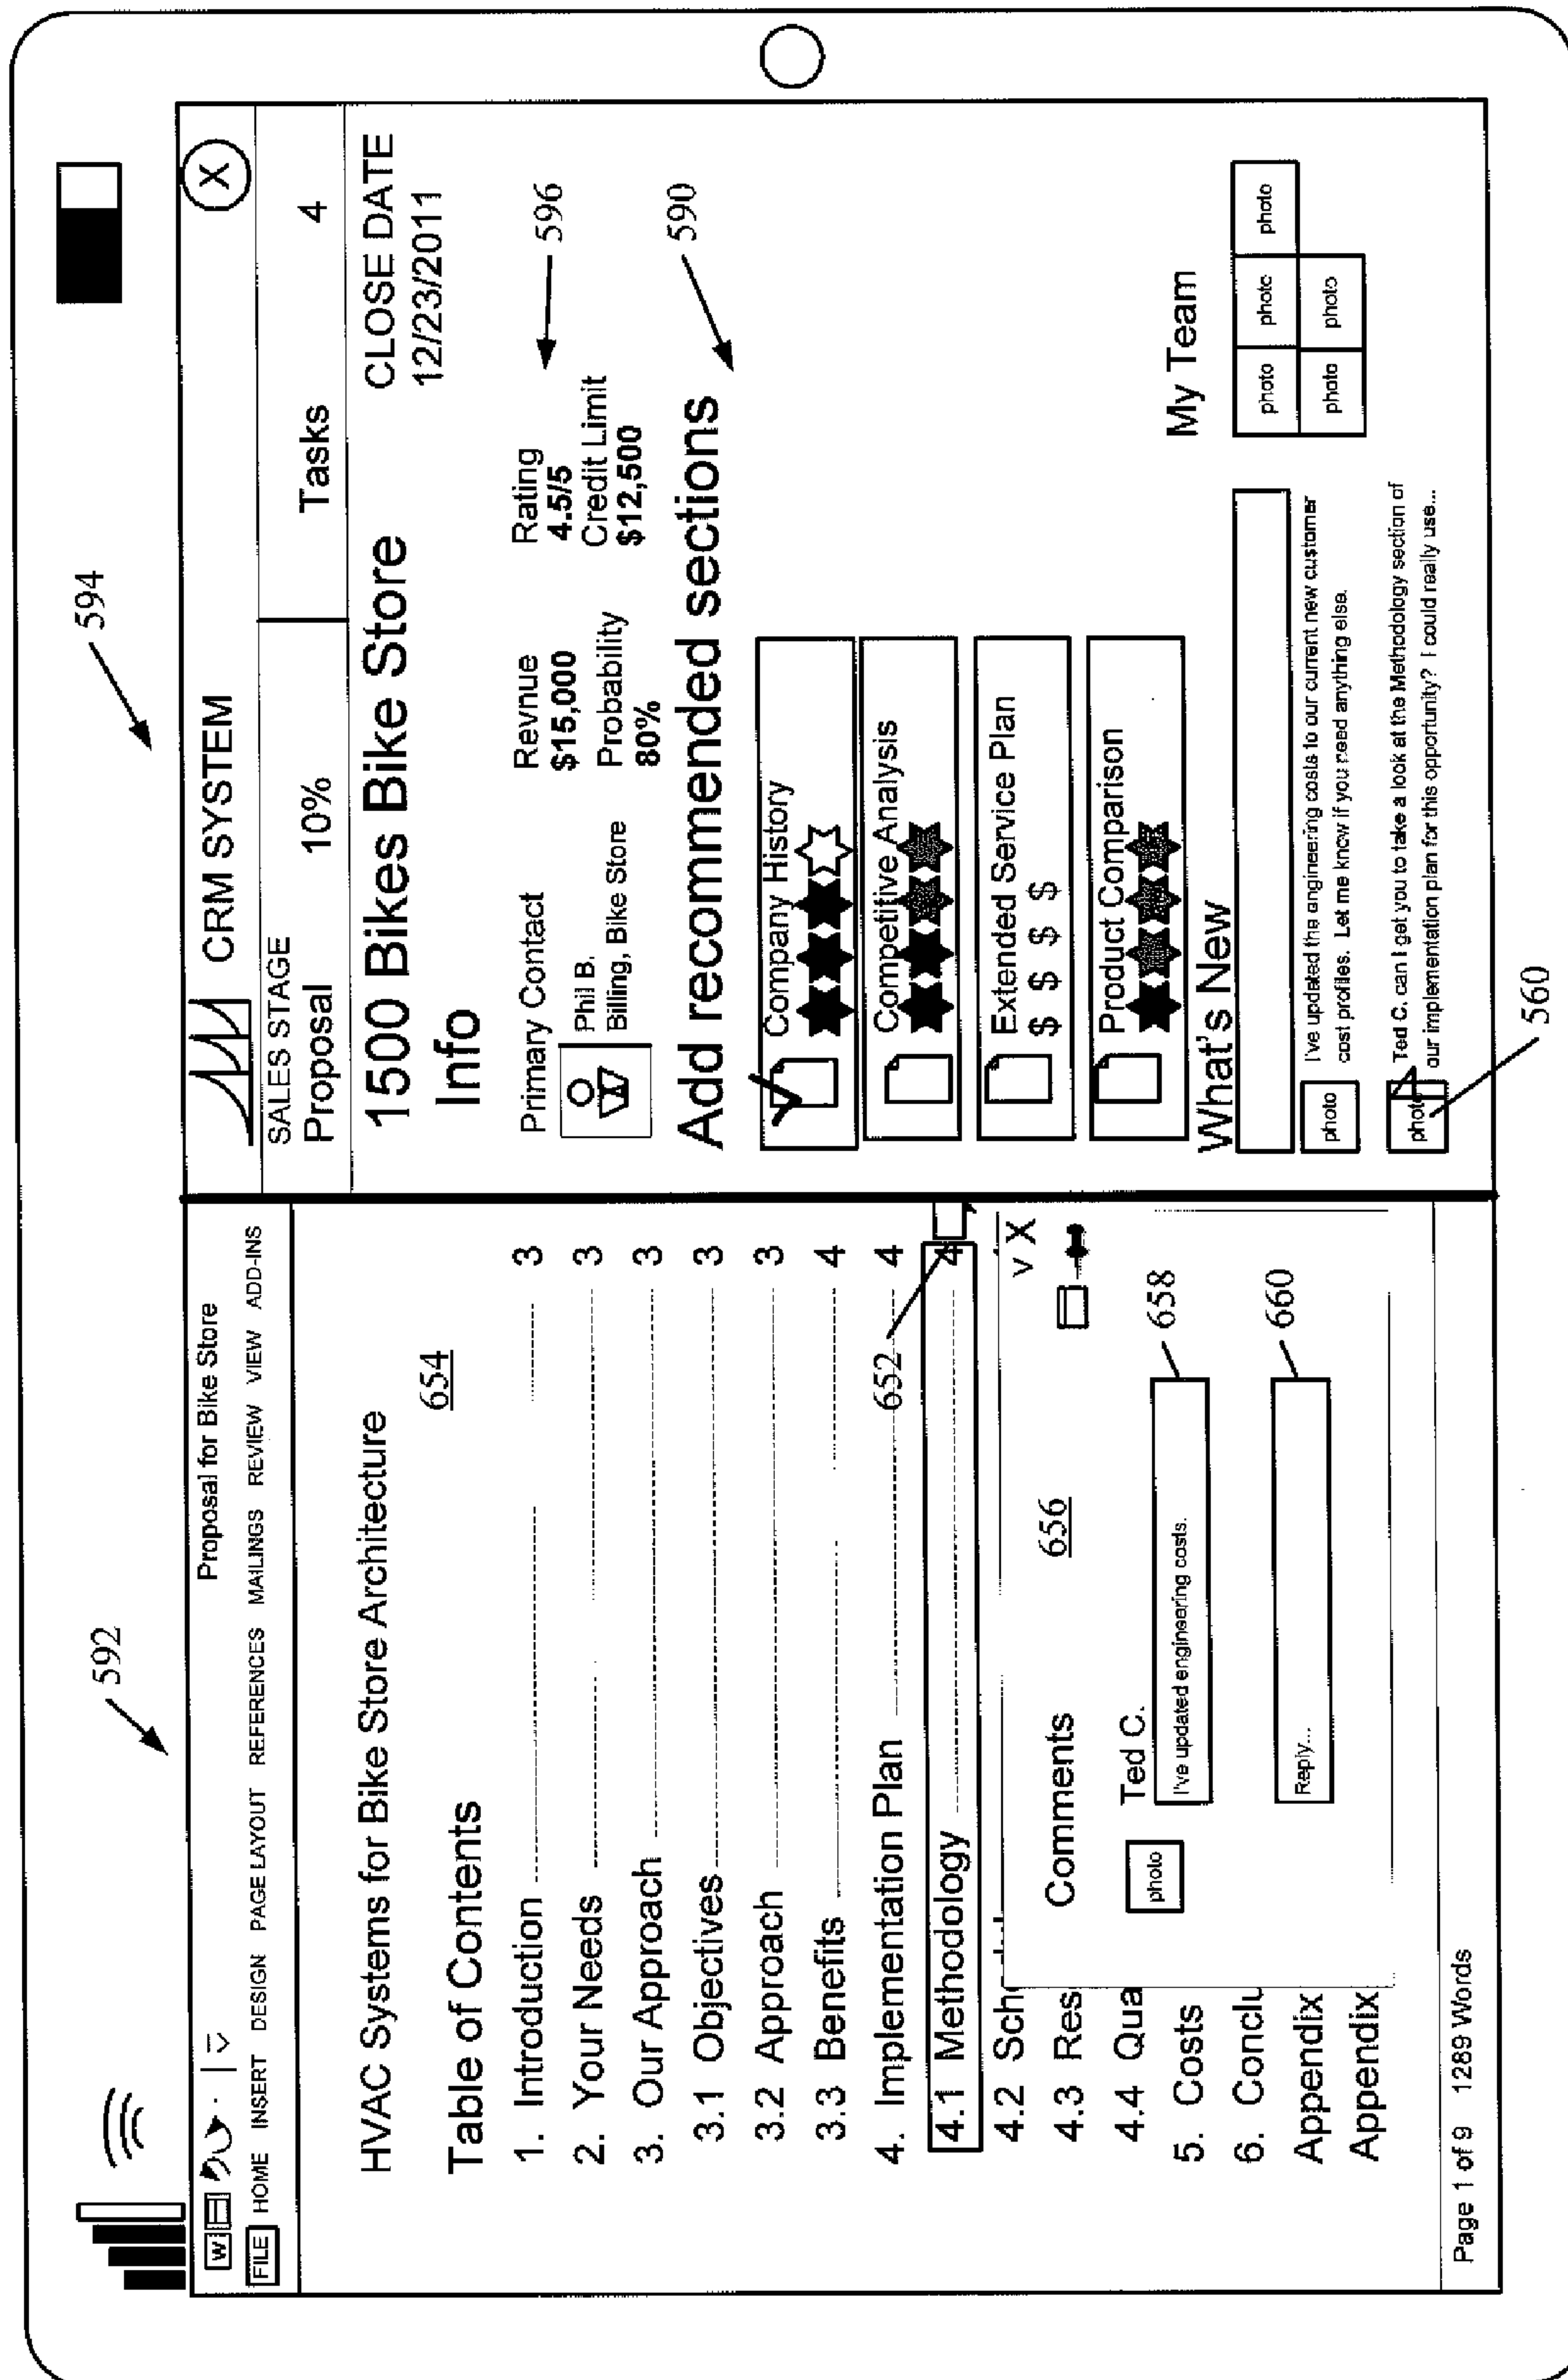 592
594
W
Proposal for Bike Store
FILE HOME INSERT DESIGN PAGE LAYOUT REFERENCES MAILINGS REVIEW VIEW ADD-INS
HVAC Systems for Bike Store Architecture
654
Table of Contents
1. Introduction 3
2. Your Needs 3
3. Our Approach 3
3.1 Objectives 3
3.2 Approach 3
3.3 Benefits 4
4. Implementation Plan 4
652
4.1 Methodology 4
4.2 Sch
4.3 Res
4.4 Qua
5. Costs
6. Conclu
Appendix
Appendix
v X
656
Comments
photo
Ted C.
I've updated engineering costs.
658
Reply...
660
Page 1 of 9 1289 Words
CRM SYSTEM
X
SALES STAGE
Proposal 10%
Tasks 4
1500 Bikes Bike Store
CLOSE DATE
12/23/2011
Info
Primary Contact
Phil B.
Billing, Bike Store
Revnue
$15,000
Probability
80%
Rating
4.5/5
Credit Limit
$12,500
596
Add recommended sections
590
Company History
Competitive Analysis
Extended Service Plan
$ $ $ $
Product Comparison
What's New
photo
I've updated the engineering costs to our current new customer
cost profiles. Let me know if you need anything else.
photo
Ted C. can I get you to take a look at the Methodology section of
our implementation plan for this opportunity? I could really use...
560
My Team
photo photo photo
photo photo